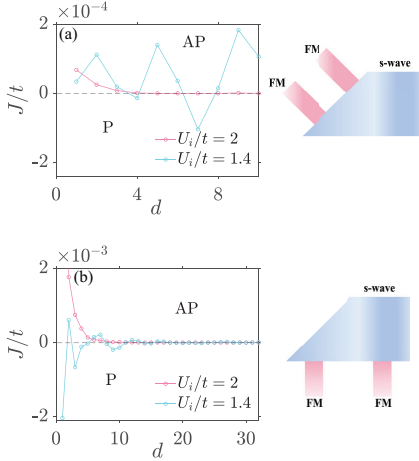 ×10⁻⁴
(a)
AP
P
2
0
-2
J/t
0
4
8
d
Uᵢ/t = 2
Uᵢ/t = 1.4
FM
FM
s-wave
×10⁻³
(b)
AP
P
2
0
-2
J/t
0
10
20
30
d
Uᵢ/t = 2
Uᵢ/t = 1.4
s-wave
FM
FM